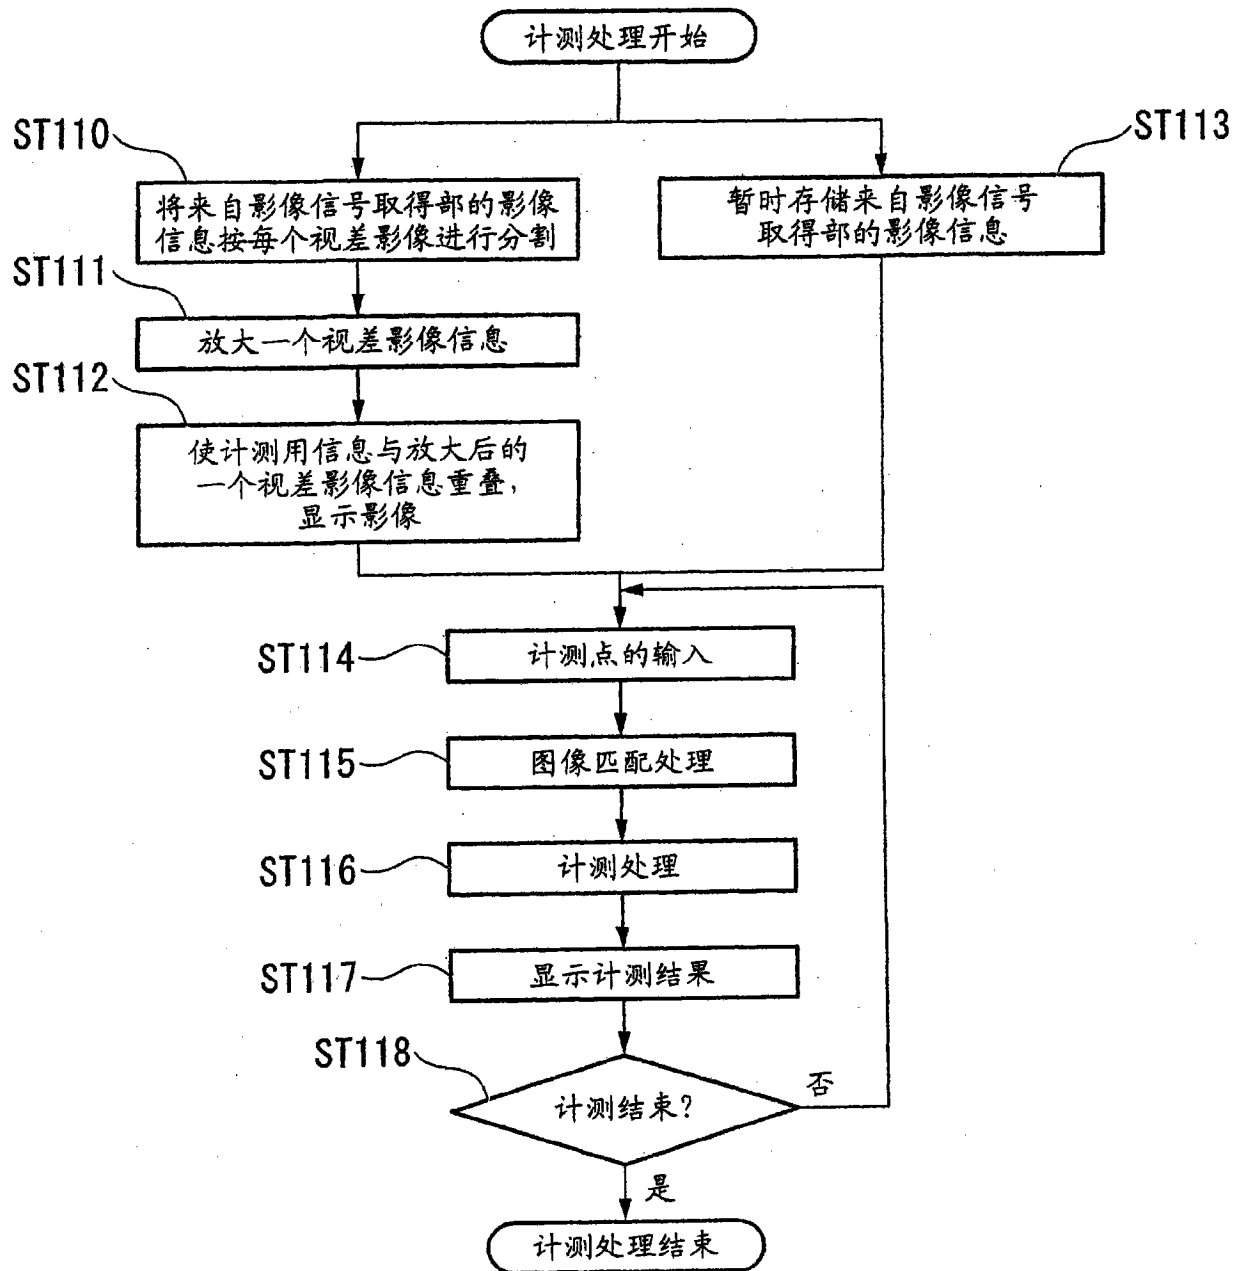 计测处理开始
ST110
ST113
将来自影像信号取得部的影像
信息按每个视差影像进行分割
暂时存储来自影像信号
取得部的影像信息
ST111
放大一个视差影像信息
ST112
使计测用信息与放大后的
一个视差影像信息重叠，
显示影像
ST114
计测点的输入
ST115
图像匹配处理
ST116
计测处理
ST117
显示计测结果
ST118
计测结束?
否
是
计测处理结束